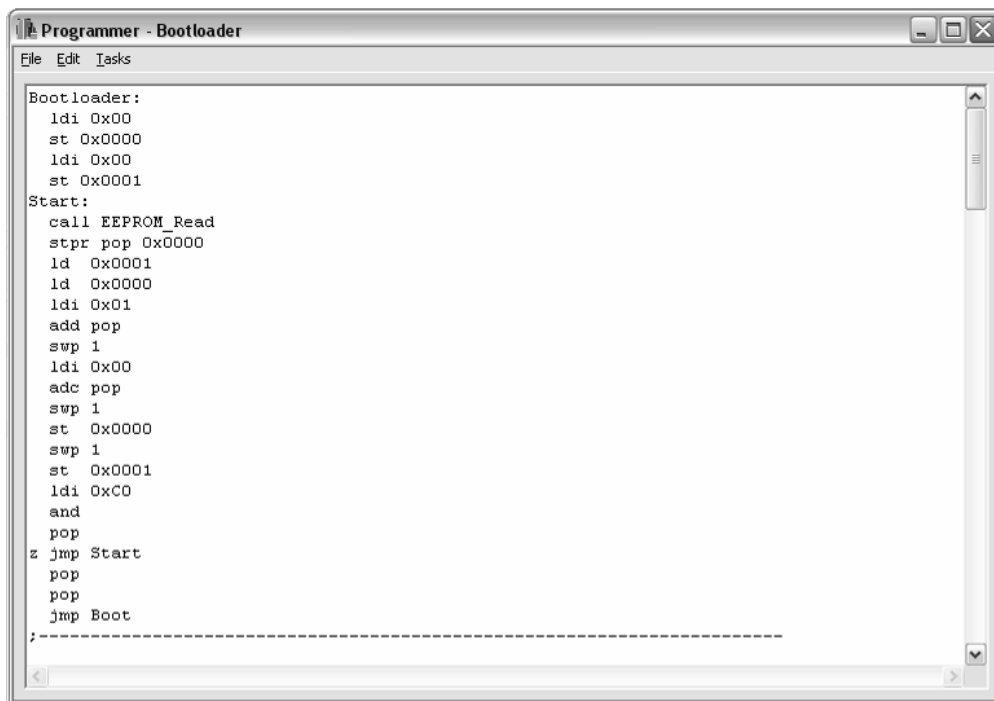 Programmer - Bootloader
File Edit Tasks
Bootloader:
  ldi 0x00
  st 0x0000
  ldi 0x00
  st 0x0001
Start:
  call EEPROM_Read
  stpr pop 0x0000
  ld  0x0001
  ld  0x0000
  ldi 0x01
  add pop
  swp 1
  ldi 0x00
  adc pop
  swp 1
  st  0x0000
  swp 1
  st  0x0001
  ldi 0xC0
  and
  pop
z jmp Start
  pop
  pop
  jmp Boot
;------------------------------------------------------------------------